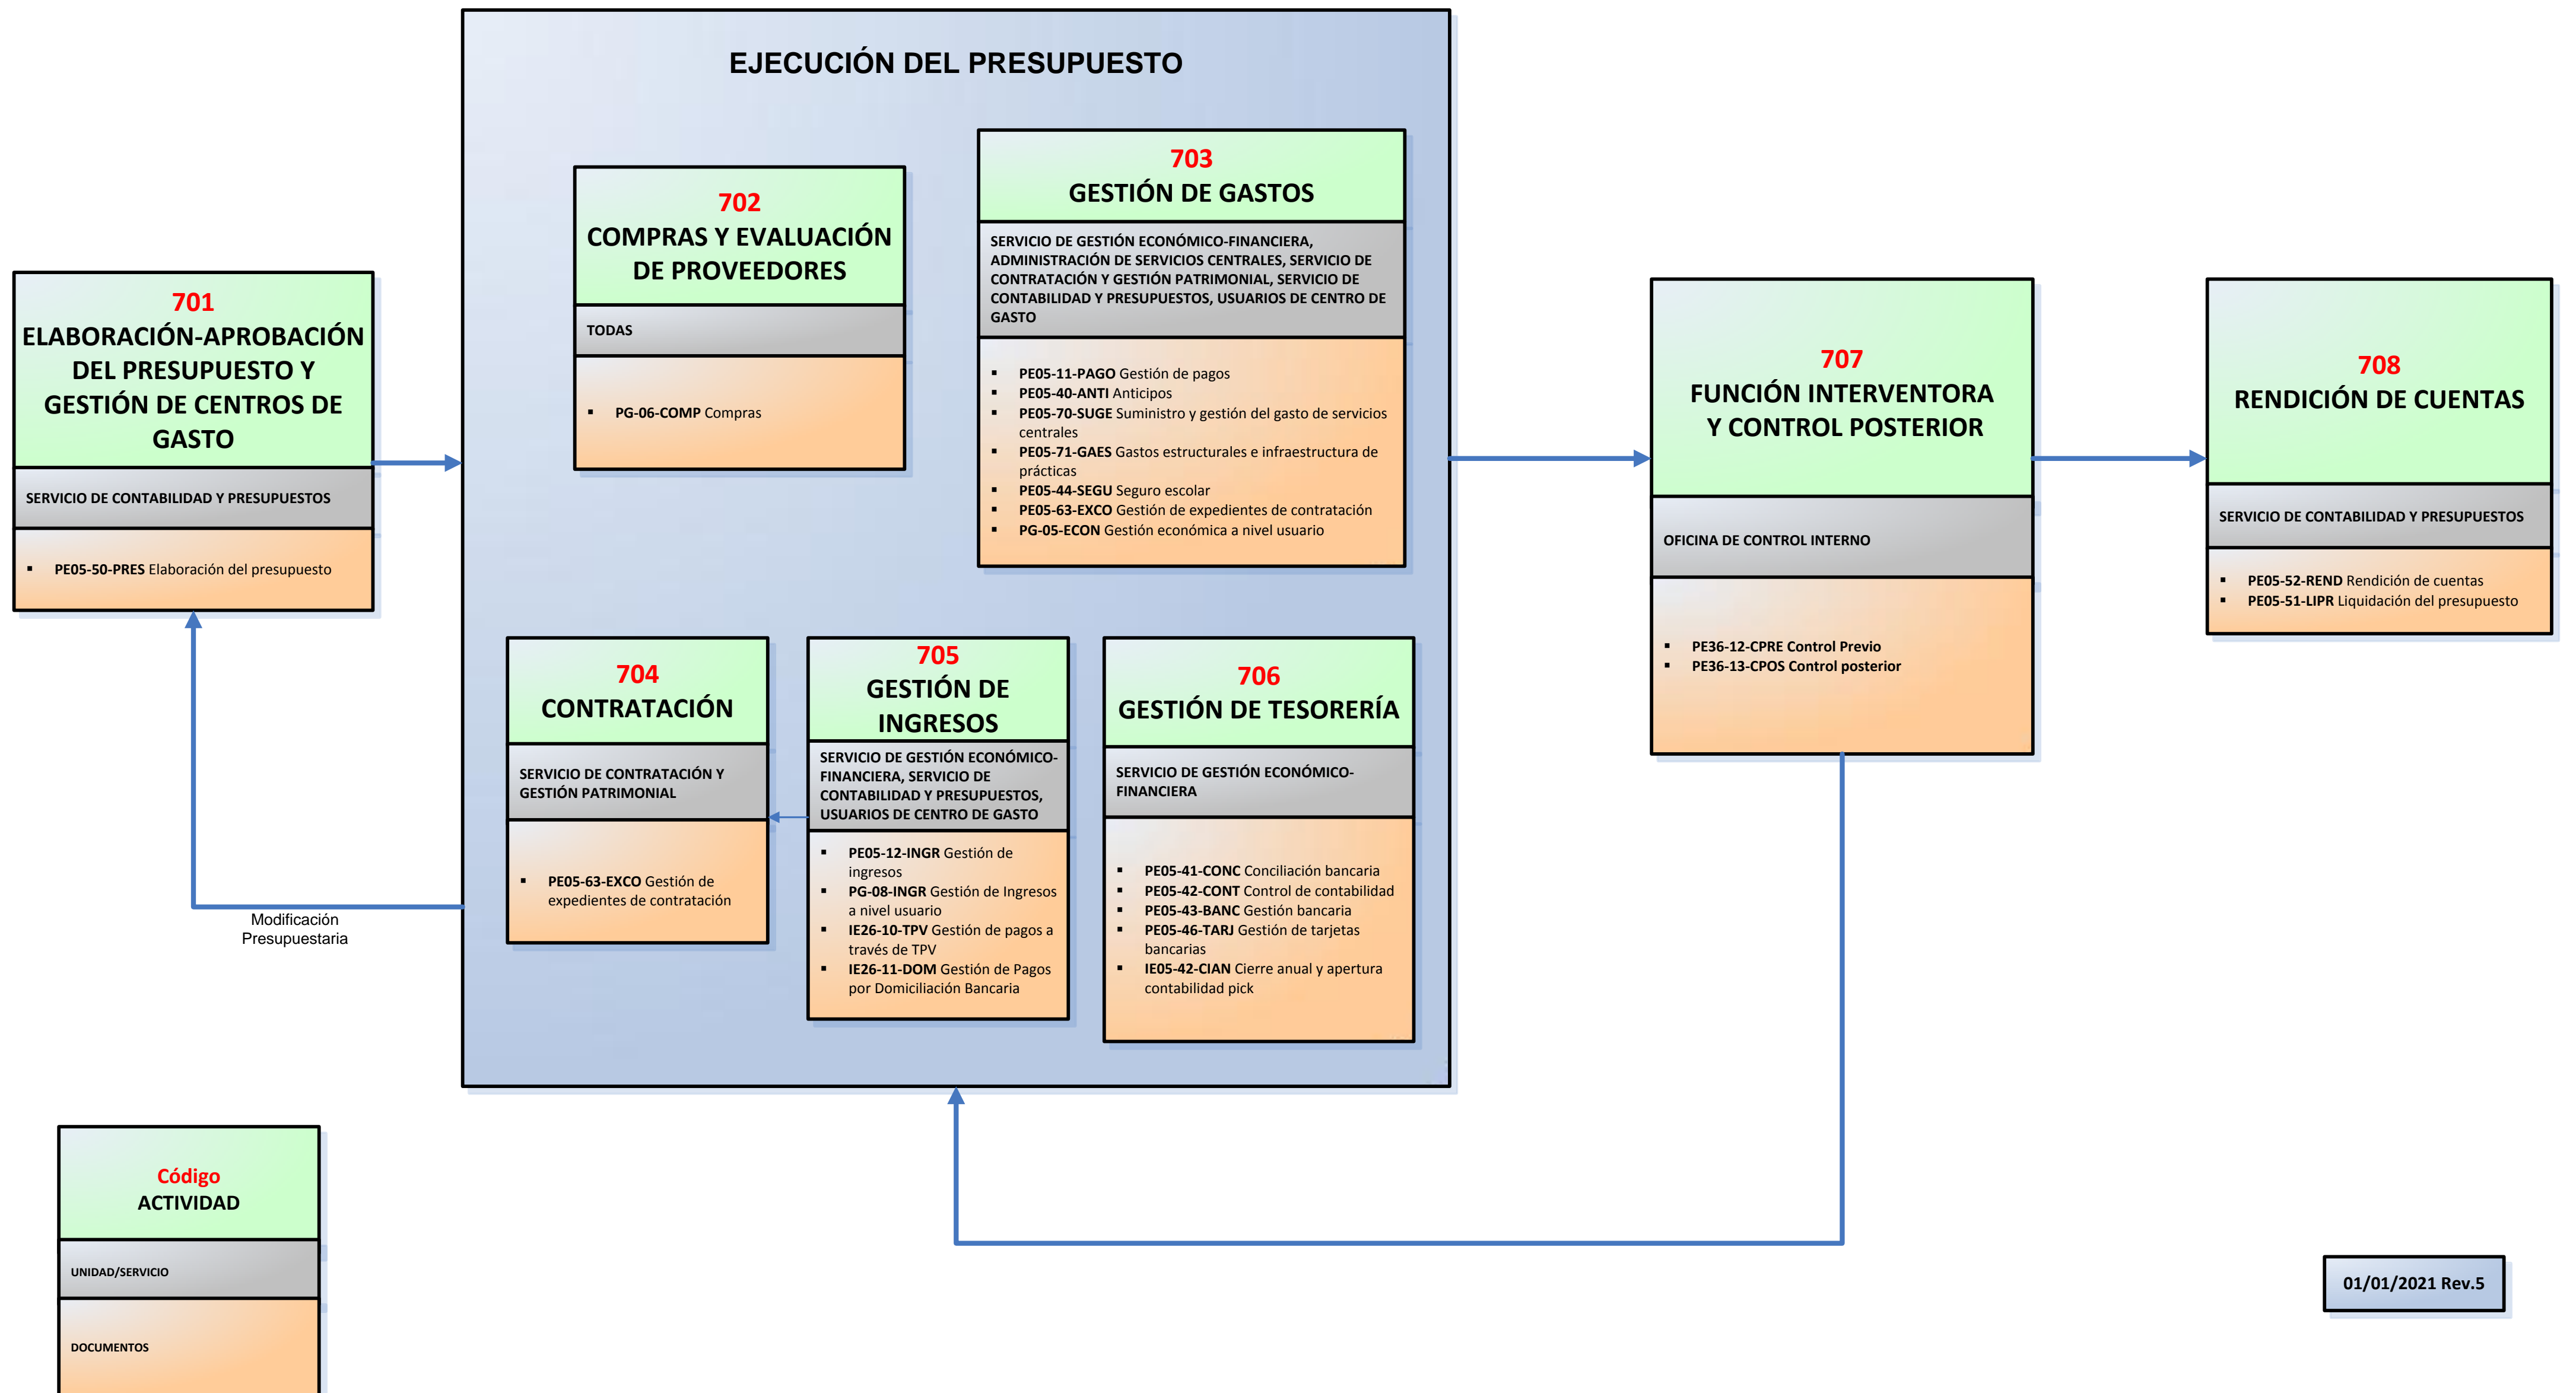 EJECUCIÓN DEL PRESUPUESTO
701
ELABORACIÓN-APROBACIÓN
DEL PRESUPUESTO Y
GESTIÓN DE CENTROS DE
GASTO
SERVICIO DE CONTABILIDAD Y PRESUPUESTOS
▪ PE05-50-PRES Elaboración del presupuesto
702
COMPRAS Y EVALUACIÓN
DE PROVEEDORES
TODAS
▪ PG-06-COMP Compras
703
GESTIÓN DE GASTOS
SERVICIO DE GESTIÓN ECONÓMICO-FINANCIERA,
ADMINISTRACIÓN DE SERVICIOS CENTRALES, SERVICIO DE
CONTRATACIÓN Y GESTIÓN PATRIMONIAL, SERVICIO DE
CONTABILIDAD Y PRESUPUESTOS, USUARIOS DE CENTRO DE
GASTO
▪ PE05-11-PAGO Gestión de pagos
▪ PE05-40-ANTI Anticipos
▪ PE05-70-SUGE Suministro y gestión del gasto de servicios
centrales
▪ PE05-71-GAES Gastos estructurales e infraestructura de
prácticas
▪ PE05-44-SEGU Seguro escolar
▪ PE05-63-EXCO Gestión de expedientes de contratación
▪ PG-05-ECON Gestión económica a nivel usuario
704
CONTRATACIÓN
SERVICIO DE CONTRATACIÓN Y
GESTIÓN PATRIMONIAL
▪ PE05-63-EXCO Gestión de
expedientes de contratación
705
GESTIÓN DE
INGRESOS
SERVICIO DE GESTIÓN ECONÓMICO-
FINANCIERA, SERVICIO DE
CONTABILIDAD Y PRESUPUESTOS,
USUARIOS DE CENTRO DE GASTO
▪ PE05-12-INGR Gestión de
ingresos
▪ PG-08-INGR Gestión de Ingresos
a nivel usuario
▪ IE26-10-TPV Gestión de pagos a
través de TPV
▪ IE26-11-DOM Gestión de Pagos
por Domiciliación Bancaria
706
GESTIÓN DE TESORERÍA
SERVICIO DE GESTIÓN ECONÓMICO-
FINANCIERA
▪ PE05-41-CONC Conciliación bancaria
▪ PE05-42-CONT Control de contabilidad
▪ PE05-43-BANC Gestión bancaria
▪ PE05-46-TARJ Gestión de tarjetas
bancarias
▪ IE05-42-CIAN Cierre anual y apertura
contabilidad pick
707
FUNCIÓN INTERVENTORA
Y CONTROL POSTERIOR
OFICINA DE CONTROL INTERNO
▪ PE36-12-CPRE Control Previo
▪ PE36-13-CPOS Control posterior
708
RENDICIÓN DE CUENTAS
SERVICIO DE CONTABILIDAD Y PRESUPUESTOS
▪ PE05-52-REND Rendición de cuentas
▪ PE05-51-LIPR Liquidación del presupuesto
Modificación
Presupuestaria
Código
ACTIVIDAD
UNIDAD/SERVICIO
DOCUMENTOS
01/01/2021 Rev.5